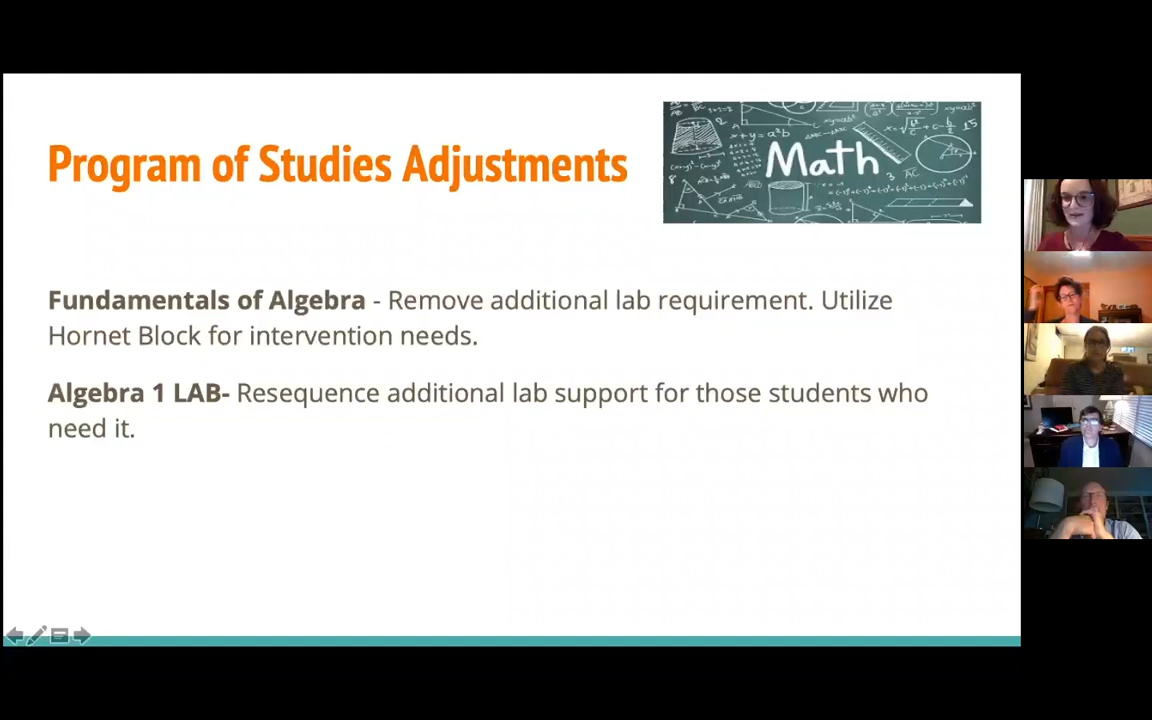 Program of Studies Adjustments
Math
Fundamentals of Algebra - Remove additional lab requirement. Utilize
Hornet Block for intervention needs.
Algebra 1 LAB- Resequence additional lab support for those students who
need it.